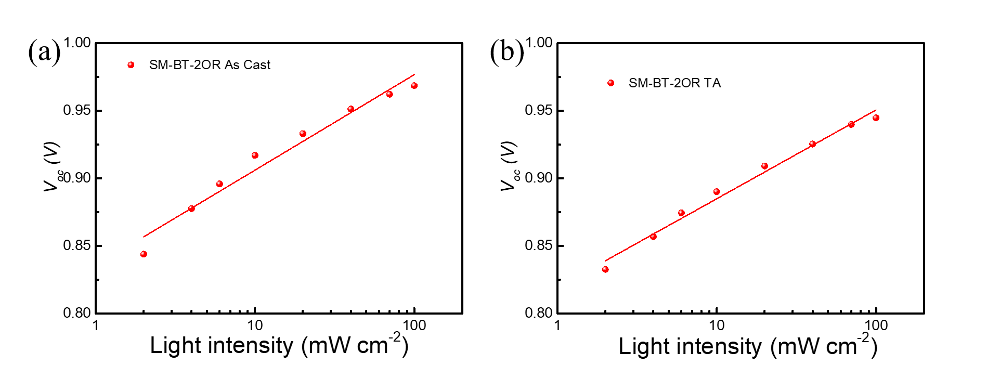 (a)
1.00
0.95
0.90
0.85
0.80
V oc (V)
SM-BT-2OR As Cast
1 10 100
Light intensity (mW cm-2)
(b)
1.00
0.95
0.90
0.85
0.80
V oc (V)
SM-BT-2OR TA
1 10 100
Light intensity (mW cm-2)